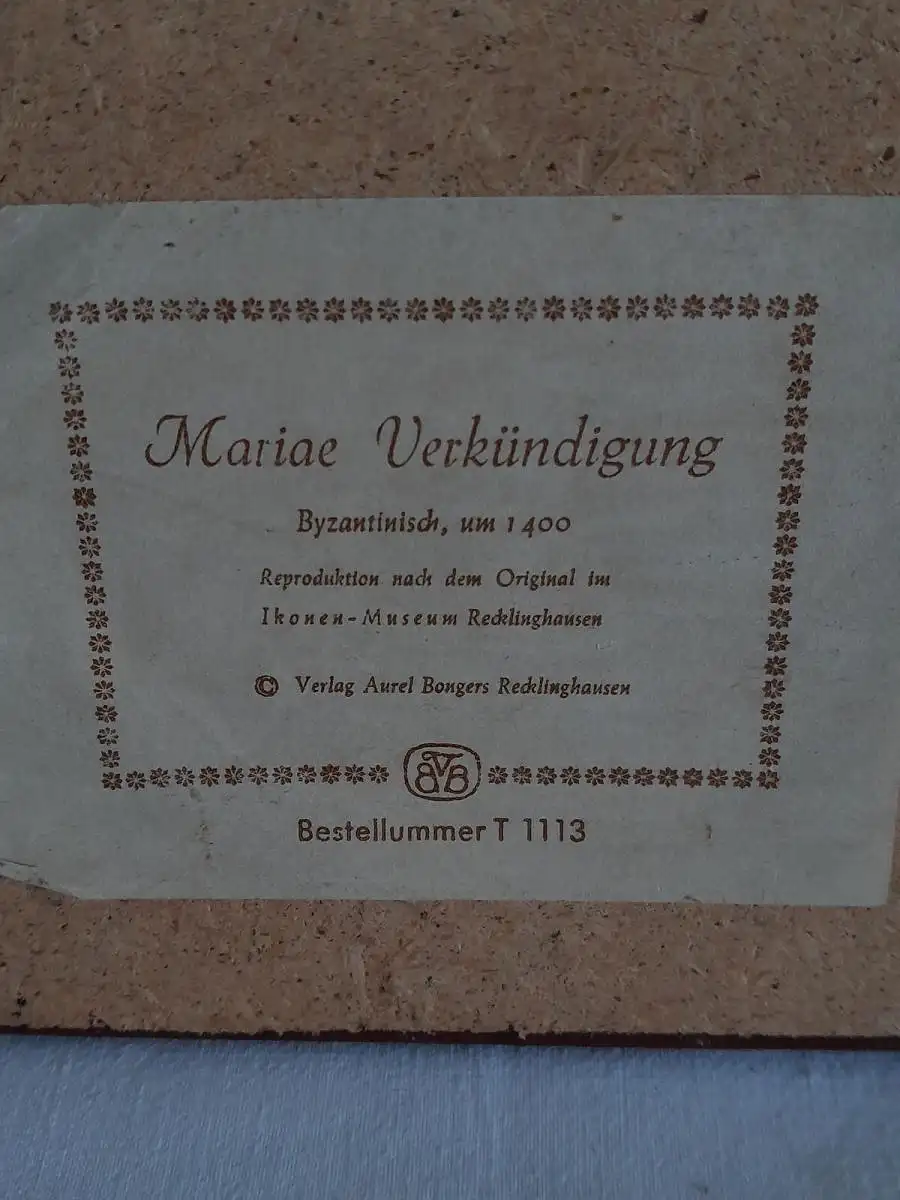 Mariae Verkündigung
Byzantinisch, um 1400
Reproduktion nach dem Original im
Ikonen-Museum Recklinghausen
© Verlag Aurel Bongers Recklinghausen
AVB
Bestellummer T 1113